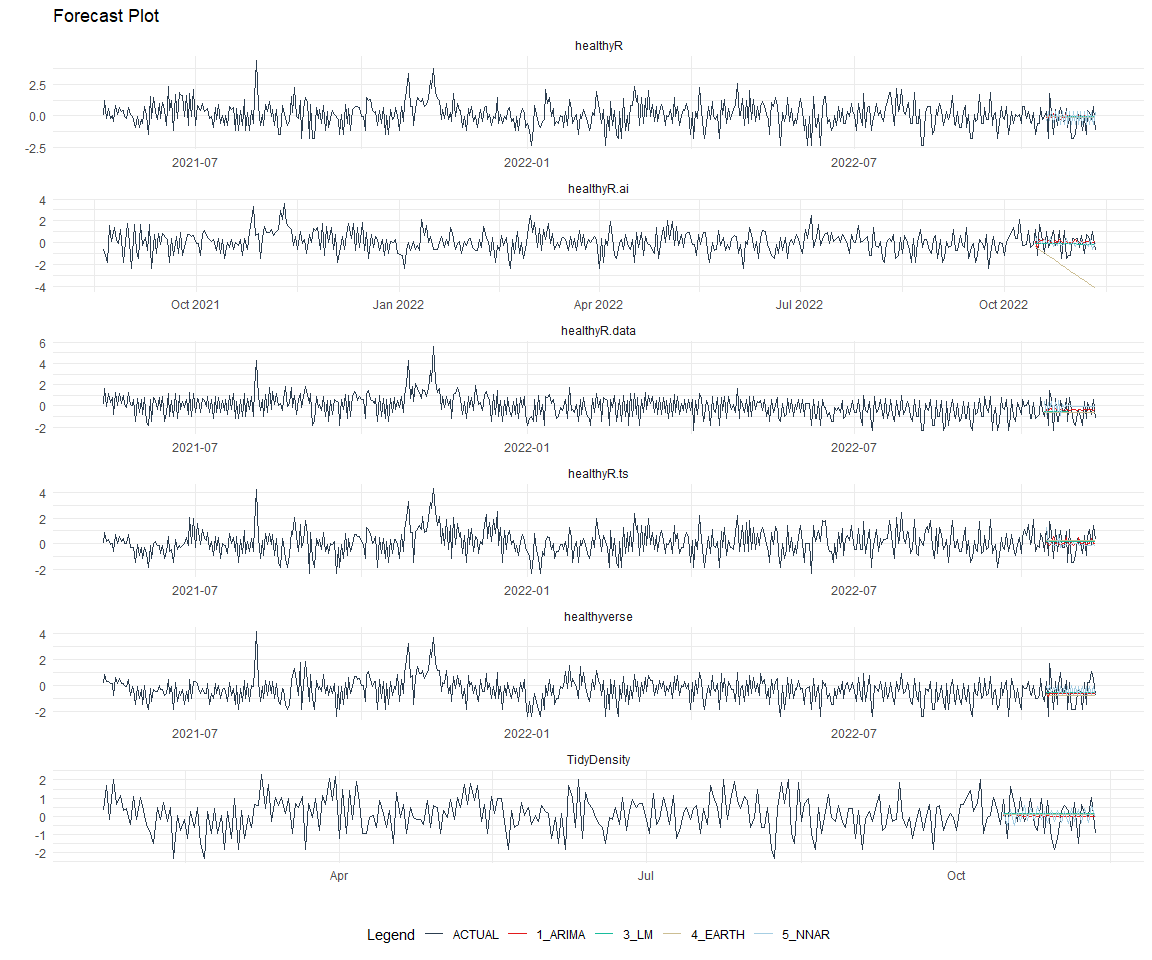 Forecast Plot
healthyR
2.5
0.0
-2.5
2021-07 2022-01 2022-07
healthyR.ai
4
2
0
-2
-4
Oct 2021 Jan 2022 Apr 2022 Jul 2022 Oct 2022
healthyR.data
6
4
2
0
-2
2021-07 2022-01 2022-07
healthyR.ts
4
2
0
-2
2021-07 2022-01 2022-07
healthyverse
4
2
0
-2
2021-07 2022-01 2022-07
TidyDensity
2
1
0
-1
-2
Apr Jul Oct
Legend ACTUAL 1_ARIMA 3_LM 4_EARTH 5_NNAR